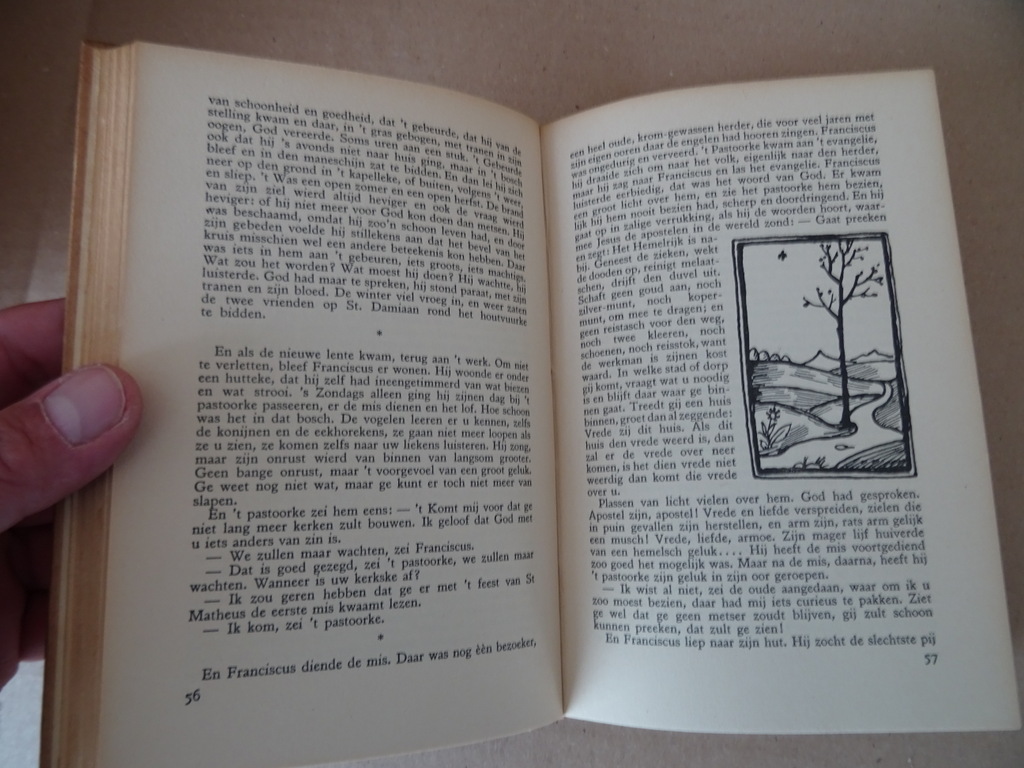 van schoonheid en goedheid, dat 't gebeurde, dat hij van de
stelling kwam en daar, in 't gras gebogen, met tranen in zijn
oogen, God vereerde. Soms uren aan een stuk. 't Gebeurde
ook dat hij 's avonds niet naar huis ging, maar in 't bosch
bleef en in den maneschijn zat te bidden. En dan lei hij zich
neer op den grond in 't kapelleke, of buiten, volgens 't weer,
en sliep. 't Was een open zomer en een open herfst. De brand
van zijn ziel wierd altijd heviger en ook de vraag wierd
heviger: of hij niet meer voor God kon doen dan metsen. Hij
was beschaamd, omdat hij zoo'n schoon leven had, en door
zijn gebeden voelde hij stillekens aan dat het bevel van het
kruis misschien wel een andere beteekenis kon hebben. Daar
was iets in hem aan 't gebeuren, iets groots, iets machtigs.
Wat zou het worden? Wat moest hij doen? Hij wachtte, hij
luisterde. God had maar te spreken, hij stond paraat, met zijn
tranen en zijn bloed. De winter viel vroeg in, en weer zaten
de twee vrienden op St. Damiaan rond het houtvuurke
te bidden.
*
En als de nieuwe lente kwam, terug aan 't werk. Om niet
te verletten, bleef Franciscus er wonen. Hij woonde er onder
een hutteke, dat hij zelf had ineengetimmerd van wat biezen
en wat strooi. 's Zondags alleen ging hij zijnen dag bij 't
pastoorke passeeren, er de mis dienen en het lof. Hoe schoon
was het in dat bosch. De vogelen leeren er u kennen, zelfs
de konijnen en de eekhorekens, ze gaan niet meer loopen als
ze u zien, ze komen zelfs naar uw liekens luisteren. Hij zong,
maar zijn onrust wierd van binnen van langsom grooter.
Geen bange onrust, maar 't voorgevoel van een groot geluk.
Ge weet nog niet wat, maar ge kunt er toch niet meer van
slapen.
En 't pastoorke zei hem eens: — 't Komt mij voor dat ge
niet lang meer kerken zult bouwen. Ik geloof dat God met
u iets anders van zin is.
— We zullen maar wachten, zei Franciscus.
— Dat is goed gezegd, zei 't pastoorke, we zullen maar
wachten. Wanneer is uw kerkske af?
— Ik zou geren hebben dat ge er met 't feest van St
Matheus de eerste mis kwaamt lezen.
— Ik kom, zei 't pastoorke.
*
En Franciscus diende de mis. Daar was nog èèn bezoeker,
56
een heel oude, krom-gewassen herder, die voor veel jaren met
zijn eigen ooren daar de engelen had hooren zingen. Franciscus
was ongedurig en verveerd. 't Pastoorke kwam aan 't evangelie,
hij draaide zich om naar het volk, eigenlijk naar den herder,
maar hij zag naar Franciscus en las het evangelie. Franciscus
luisterde eerbiedig, dat was het woord van God. Er kwam
een groot licht over hem, en zie het pastoorke hem bezien,
lijk hij hem nooit bezien had, scherp en doordringend. En hij
gaat op in zalige verrukking, als hij de woorden hoort, waar-
mee Jesus de apostelen in de wereld zond: — Gaat preeken
en zegt: Het Hemelrijk is na-
bij. Geneest de zieken, wekt
de dooden op, reinigt melaat-
schen, drijft den duvel uit.
Schaft geen goud aan, noch
zilver-munt, noch koper-
munt, om mee te dragen; en
geen reistasch voor den weg,
noch twee kleeren, noch
schoenen, noch reisstok, want
de werkman is zijnen kost
waard. In welke stad of dorp
gij komt, vraagt wat u noodig
is en blijft daar waar ge bin-
nen gaat. Treedt gij een huis
binnen, groet dan al zeggende:
Vrede zij dit huis. Als dit
huis den vrede weerd is, dan
zal er de vrede over neer
komen, is het dien vrede niet
weerdig dan komt die vrede
over u.
Plassen van licht vielen over hem. God had gesproken.
Apostel zijn, apostel! Vrede en liefde verspreiden, zielen die
in puin gevallen zijn herstellen, en arm zijn, rats arm gelijk
een musch! Vrede, liefde, armoe. Zijn mager lijf huiverde
van een hemelsch geluk.... Hij heeft de mis voortgediend
zoo goed het mogelijk was. Maar na de mis, daarna, heeft hij
't pastoorke zijn geluk in zijn oor geroepen.
— Ik wist al niet, zei de oude aangedaan, waar om ik u
zoo moest bezien, daar had mij iets curieus te pakken. Ziet
ge wel dat ge geen metser zoudt blijven, gij zult schoon
kunnen preeken, dat zult ge zien!
En Franciscus liep naar zijn hut. Hij zocht de slechtste pij
57